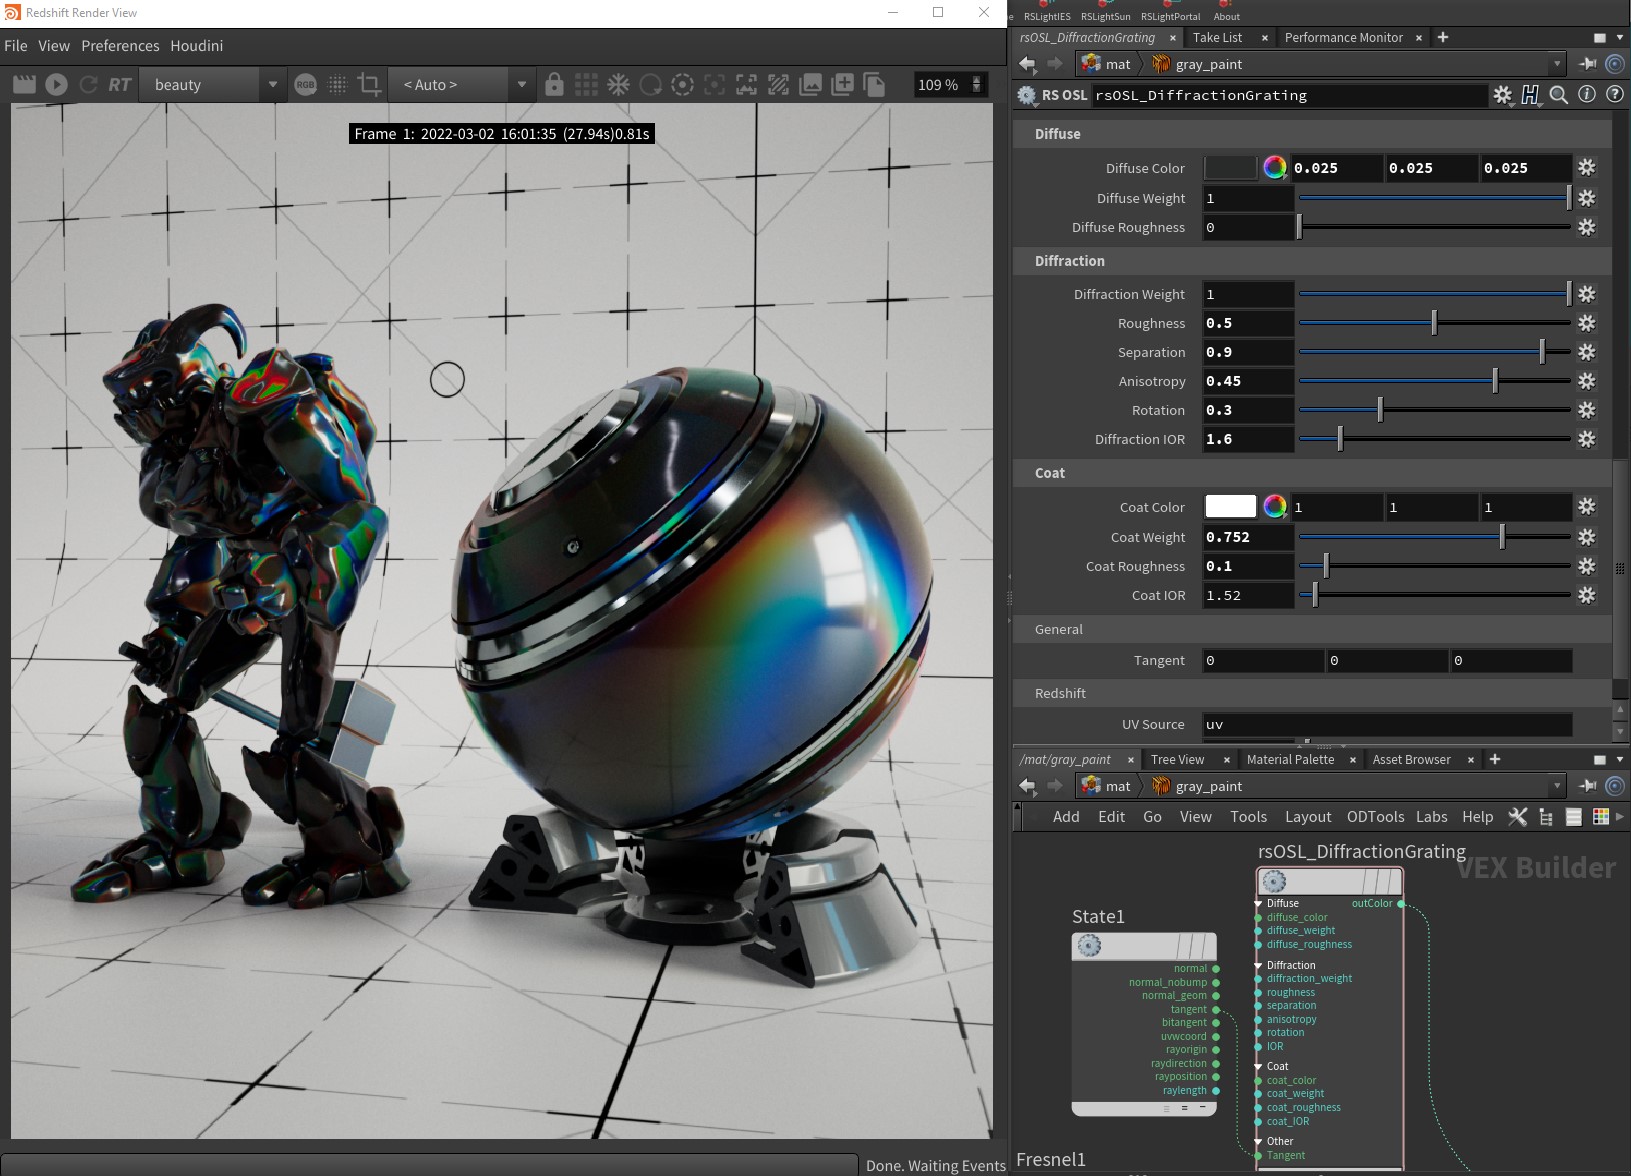 Redshift Render View
File View Preferences Houdini
RT beauty RGB < Auto > 109 %
Frame 1: 2022-03-02 16:01:35 (27.94s)0.81s
Done. Waiting Events
RSLightIES RSLightSun RSLightPortal About
rsOSL_DiffractionGrating × Take List × Performance Monitor × +
mat gray_paint
RS OSL rsOSL_DiffractionGrating
Diffuse
Diffuse Color 0.025 0.025 0.025
Diffuse Weight 1
Diffuse Roughness 0
Diffraction
Diffraction Weight 1
Roughness 0.5
Separation 0.9
Anisotropy 0.45
Rotation 0.3
Diffraction IOR 1.6
Coat
Coat Color 1 1 1
Coat Weight 0.752
Coat Roughness 0.1
Coat IOR 1.52
General
Tangent 0 0 0
Redshift
UV Source uv
/mat/gray_paint × Tree View × Material Palette × Asset Browser × +
mat gray_paint
Add Edit Go View Tools Layout ODTools Labs Help
VEX Builder
rsOSL_DiffractionGrating
Diffuse outColor
diffuse_color
diffuse_weight
diffuse_roughness
Diffraction
diffraction_weight
roughness
separation
anisotropy
rotation
IOR
Coat
coat_color
coat_weight
coat_roughness
coat_IOR
Other
Tangent
State1
normal
normal_nobump
normal_geom
tangent
bitangent
uvwcoord
rayorigin
raydirection
rayposition
raylength
Fresnel1